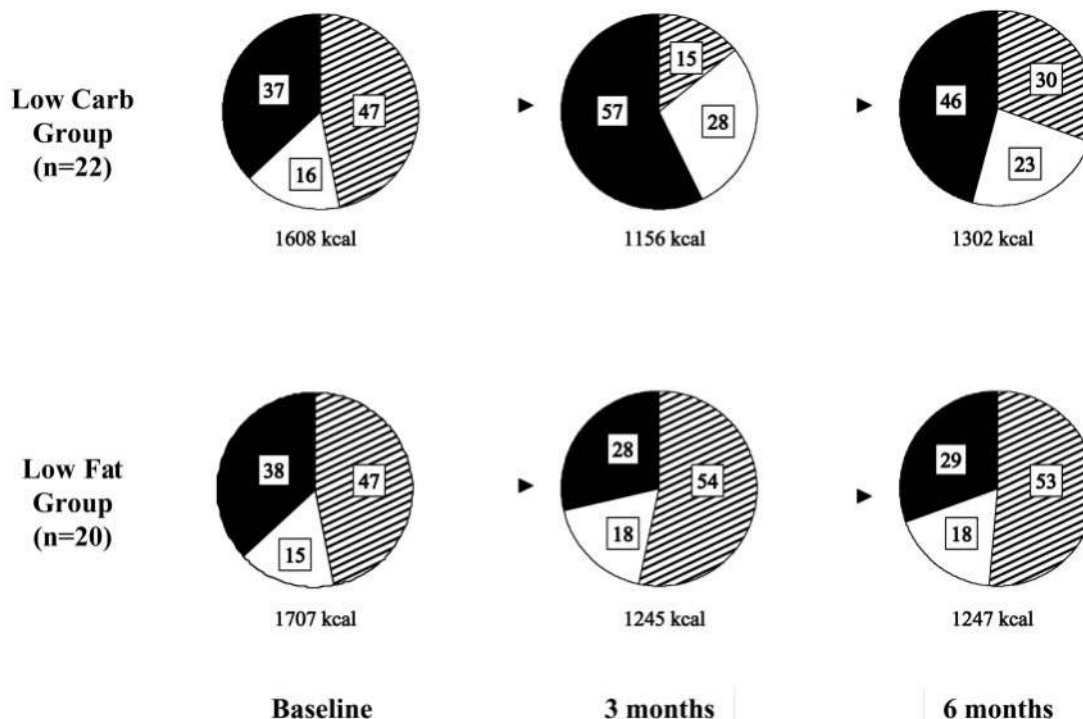 Low Carb
Group
(n=22)
37
47
16
1608 kcal
15
57
28
1156 kcal
30
46
23
1302 kcal
Low Fat
Group
(n=20)
38
47
15
1707 kcal
28
54
18
1245 kcal
29
53
18
1247 kcal
Baseline
3 months
6 months